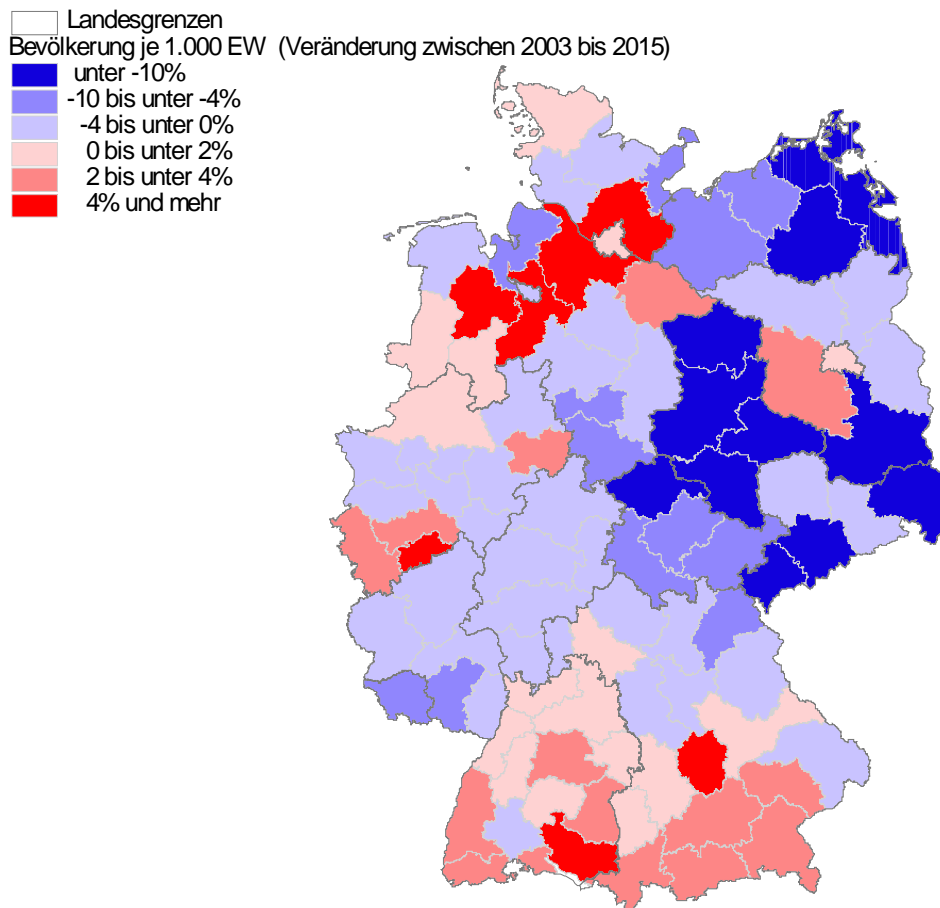 Landesgrenzen
Bevölkerung je 1.000 EW (Veränderung zwischen 2003 bis 2015)
unter -10%
-10 bis unter -4%
-4 bis unter 0%
0 bis unter 2%
2 bis unter 4%
4% und mehr